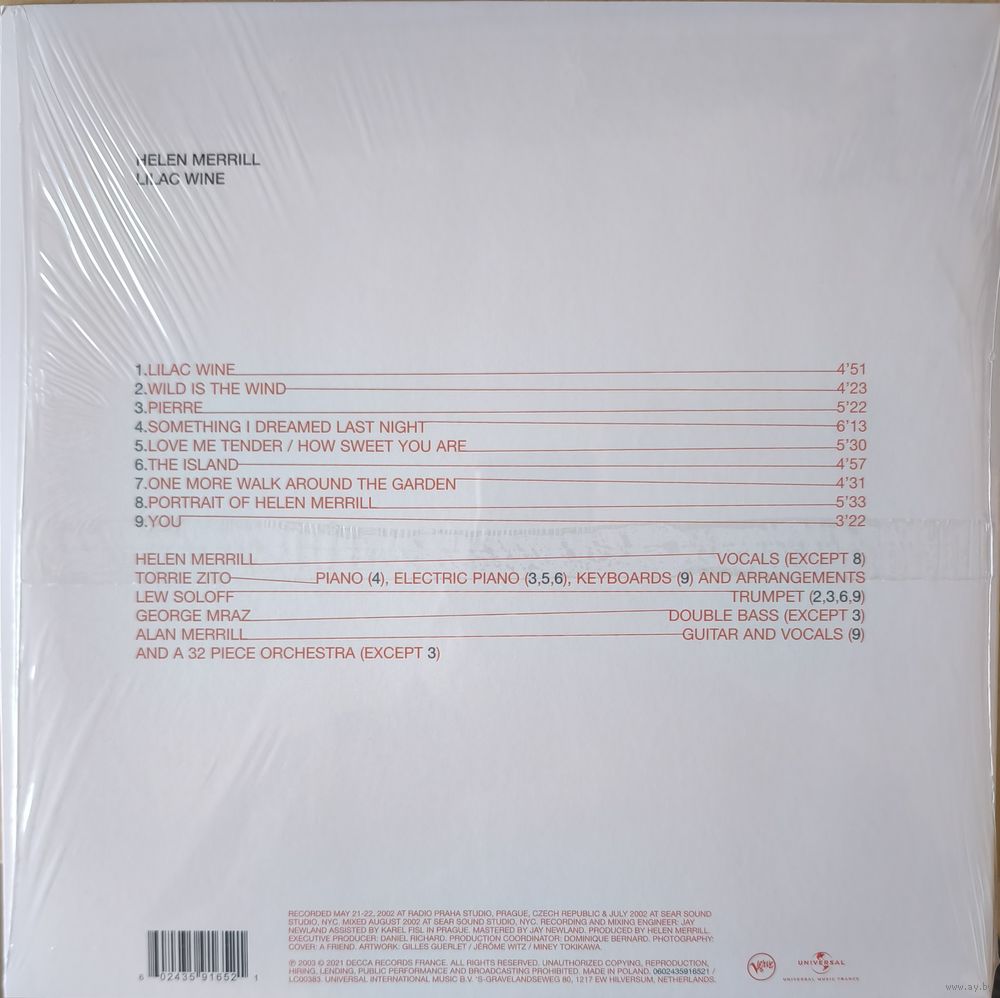 HELEN MERRILL
LILAC WINE
1.LILAC WINE 4'51
2.WILD IS THE WIND 4'23
3.PIERRE 5'22
4.SOMETHING I DREAMED LAST NIGHT 6'13
5.LOVE ME TENDER / HOW SWEET YOU ARE 5'30
6.THE ISLAND 4'57
7.ONE MORE WALK AROUND THE GARDEN 4'31
8.PORTRAIT OF HELEN MERRILL 5'33
9.YOU 3'22
HELEN MERRILL VOCALS (EXCEPT 8)
TORRIE ZITO PIANO (4), ELECTRIC PIANO (3,5,6), KEYBOARDS (9) AND ARRANGEMENTS
LEW SOLOFF TRUMPET (2,3,6,9)
GEORGE MRAZ DOUBLE BASS (EXCEPT 3)
ALAN MERRILL GUITAR AND VOCALS (9)
AND A 32 PIECE ORCHESTRA (EXCEPT 3)
RECORDED MAY 21-22, 2002 AT RADIO PRAHA STUDIO, PRAGUE, CZECH REPUBLIC & JULY 2002 AT SEAR SOUND
STUDIO, NYC. MIXED AUGUST 2002 AT SEAR SOUND STUDIO, NYC. RECORDING AND MIXING ENGINEER: JAY
NEWLAND ASSISTED BY KAREL FISL IN PRAGUE. MASTERED BY JAY NEWLAND. PRODUCED BY HELEN MERRILL.
EXECUTIVE PRODUCER: DANIEL RICHARD. PRODUCTION COORDINATOR: DOMINIQUE BERNARD. PHOTOGRAPHY:
COVER: A FRIEND. ARTWORK: GILLES GUERLET / JÉRÔME WITZ / MINEY TOKIKAWA.
℗ 2003 © 2021 DECCA RECORDS FRANCE. ALL RIGHTS RESERVED. UNAUTHORIZED COPYING, REPRODUCTION,
HIRING, LENDING, PUBLIC PERFORMANCE AND BROADCASTING PROHIBITED. MADE IN POLAND. 0602435916521 /
LC00383. UNIVERSAL INTERNATIONAL MUSIC B.V. 'S-GRAVELANDSEWEG 80, 1217 EW HILVERSUM, NETHERLANDS.
6 02435 91652 1
Verve
UNIVERSAL
UNIVERSAL MUSIC FRANCE
www.ay.by